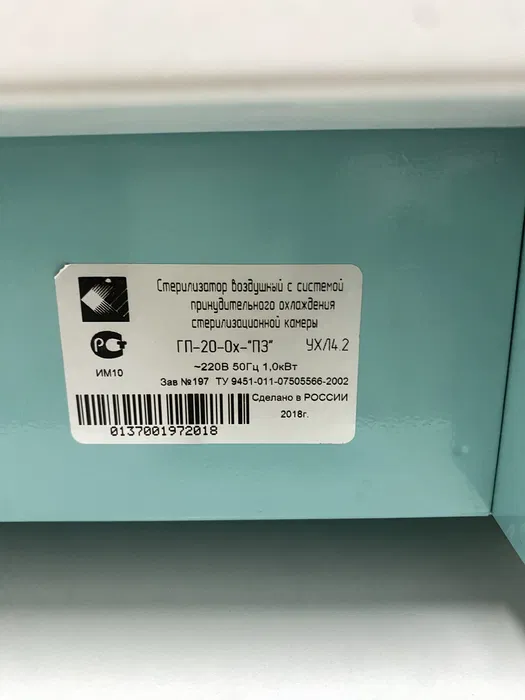 Стерилизатор воздушный с системой
принудительного охлаждения
стерилизационной камеры
ГП-20-Ох-"ПЗ" УХЛ4.2
ИМ10
~220В 50Гц 1,0кВт
Зав №197 ТУ 9451-011-07505566-2002
Сделано в РОССИИ
2018г.
0137001972018